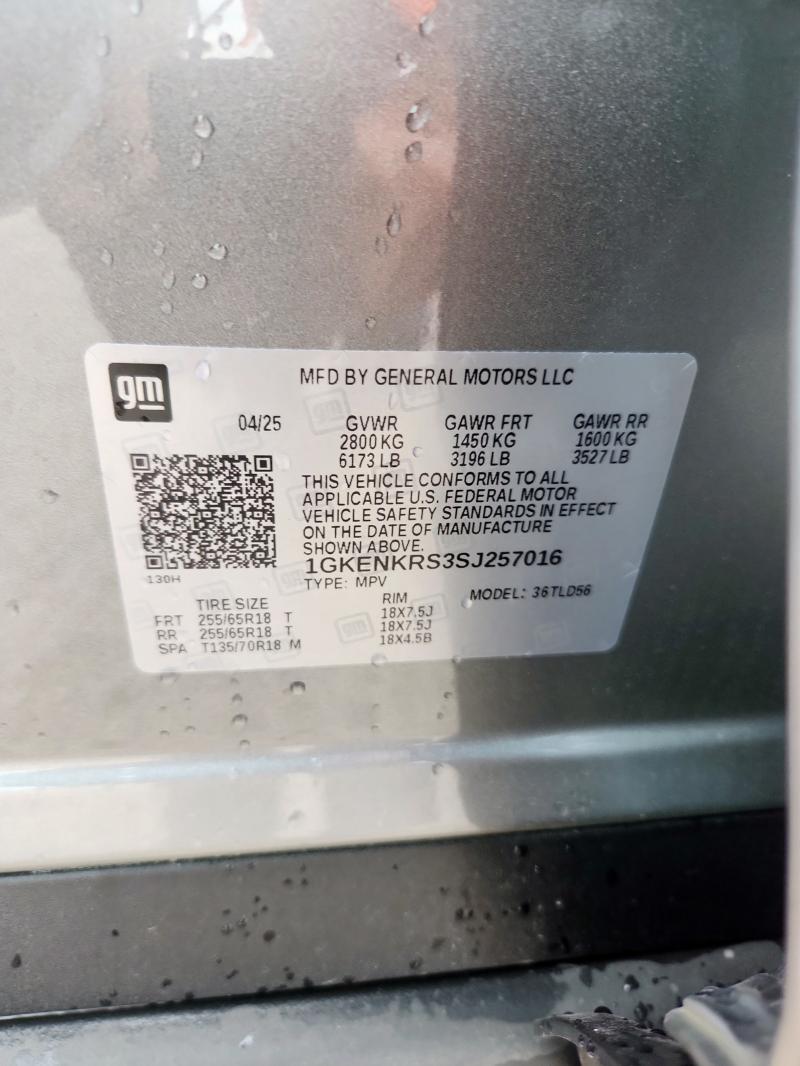 gm
MFD BY GENERAL MOTORS LLC
04/25 GVWR GAWR FRT GAWR RR
2800 KG 1450 KG 1600 KG
6173 LB 3196 LB 3527 LB
THIS VEHICLE CONFORMS TO ALL
APPLICABLE U.S. FEDERAL MOTOR
VEHICLE SAFETY STANDARDS IN EFFECT
ON THE DATE OF MANUFACTURE
SHOWN ABOVE.
1GKENKRS3SJ257016
130H
TYPE: MPV MODEL: 36TLD56
TIRE SIZE RIM
FRT 255/65R18 T 18X7.5J
RR 255/65R18 T 18X7.5J
SPA T135/70R18 M 18X4.5B